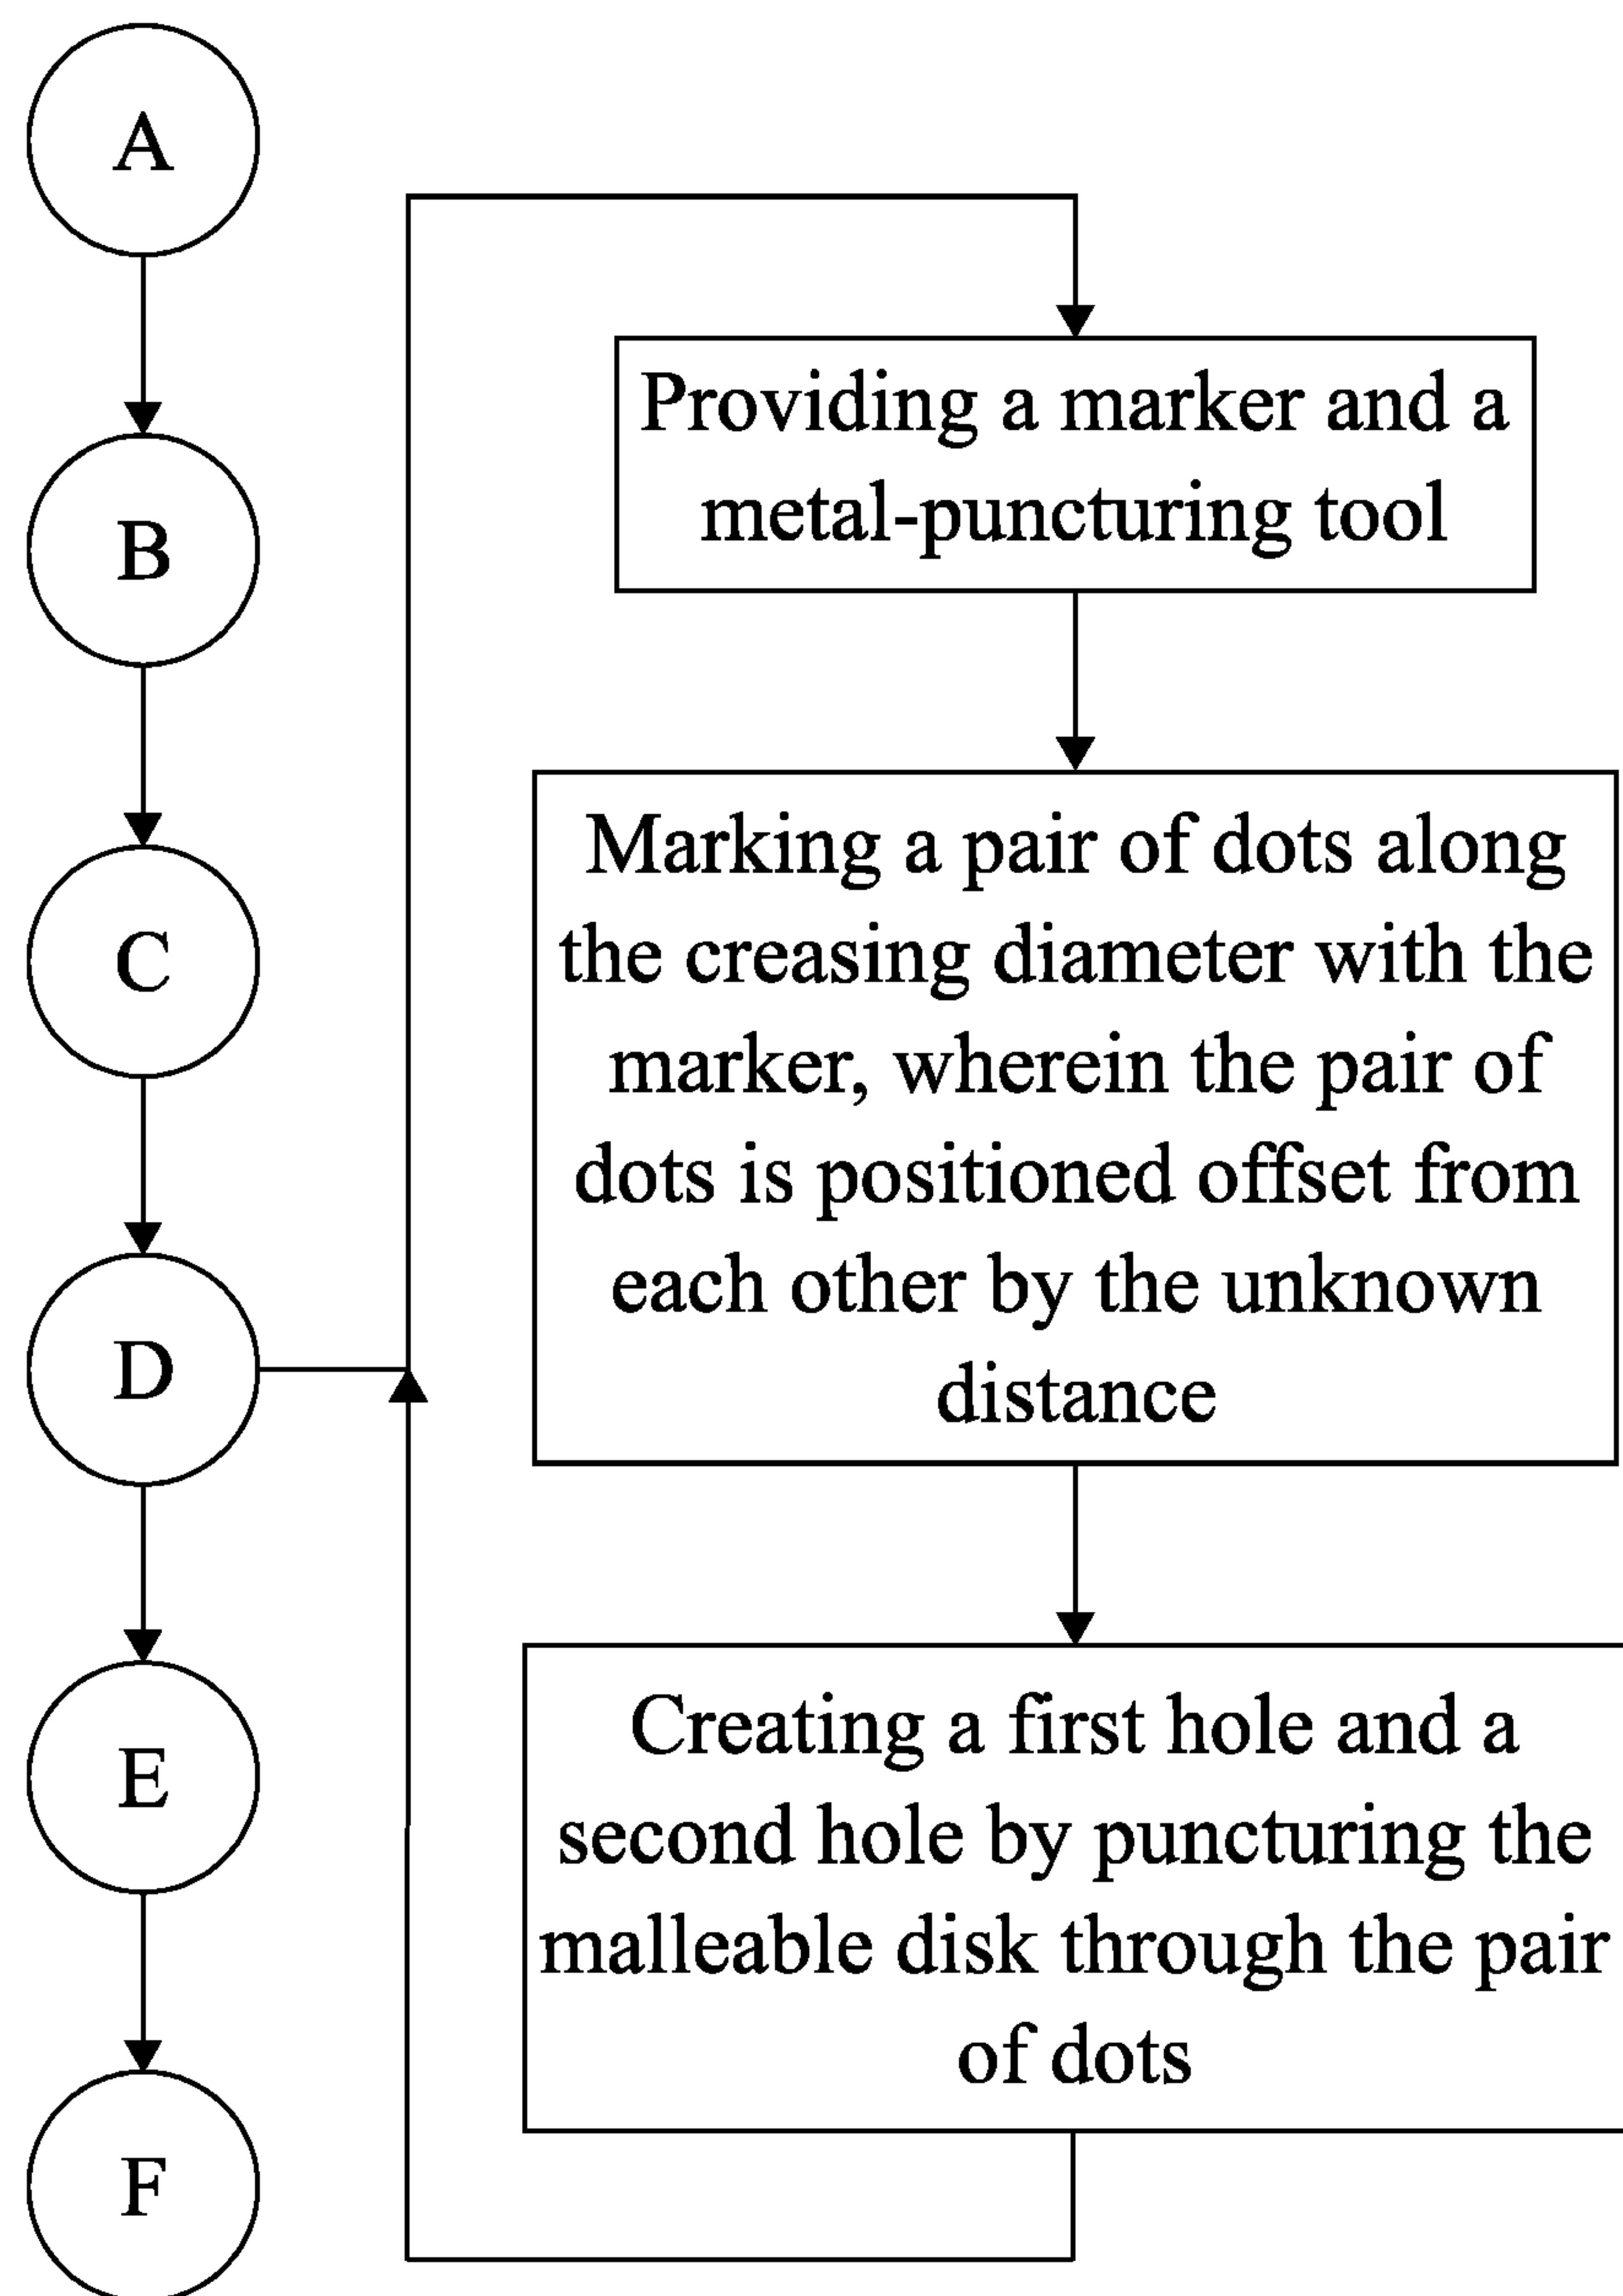 A
B
C
D
E
F
Providing a marker and a
metal-puncturing tool
Marking a pair of dots along
the creasing diameter with the
marker, wherein the pair of
dots is positioned offset from
each other by the unknown
distance
Creating a first hole and a
second hole by puncturing the
malleable disk through the pair
of dots